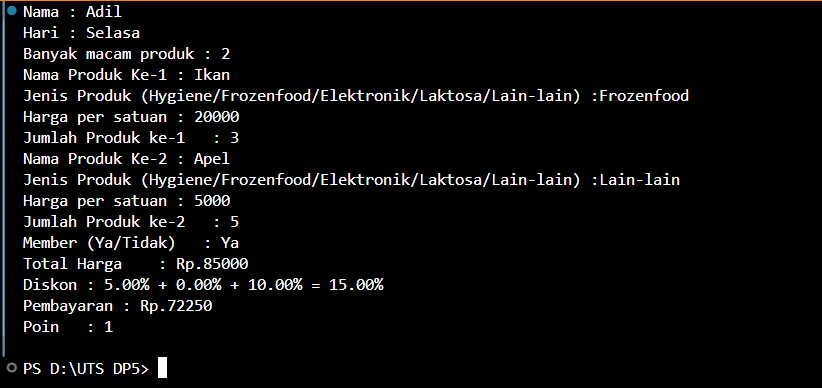 Nama : Adil
Hari : Selasa
Banyak macam produk : 2
Nama Produk Ke-1 : Ikan
Jenis Produk (Hygiene/Frozenfood/Elektronik/Laktosa/Lain-lain) :Frozenfood
Harga per satuan : 20000
Jumlah Produk ke-1   : 3
Nama Produk Ke-2 : Apel
Jenis Produk (Hygiene/Frozenfood/Elektronik/Laktosa/Lain-lain) :Lain-lain
Harga per satuan : 5000
Jumlah Produk ke-2   : 5
Member (Ya/Tidak)   : Ya
Total Harga    : Rp.85000
Diskon : 5.00% + 0.00% + 10.00% = 15.00%
Pembayaran : Rp.72250
Poin   : 1
PS D:\UTS DP5>